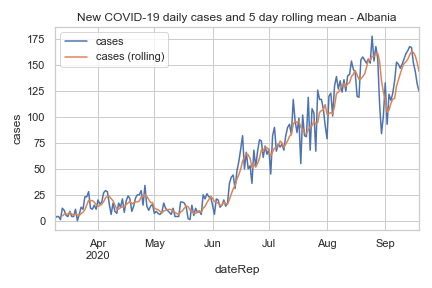 New COVID-19 daily cases and 5 day rolling mean - Albania
cases
cases (rolling)
cases
175
150
125
100
75
50
25
0
Apr
2020
May
Jun
Jul
Aug
Sep
dateRep